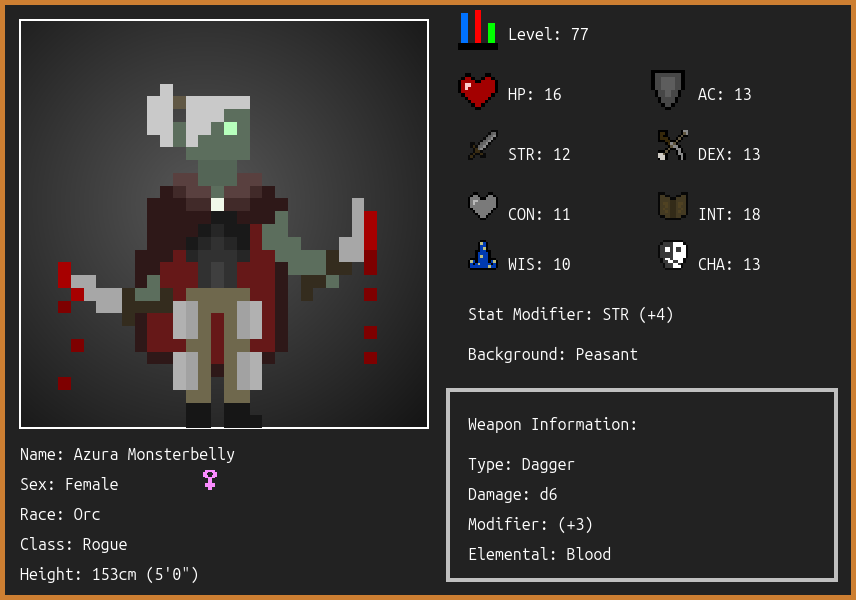 Level: 77
HP: 16
AC: 13
STR: 12
DEX: 13
CON: 11
INT: 18
WIS: 10
CHA: 13
Stat Modifier: STR (+4)
Background: Peasant
Weapon Information:
Type: Dagger
Damage: d6
Modifier: (+3)
Elemental: Blood
Name: Azura Monsterbelly
Sex: Female
Race: Orc
Class: Rogue
Height: 153cm (5'0")